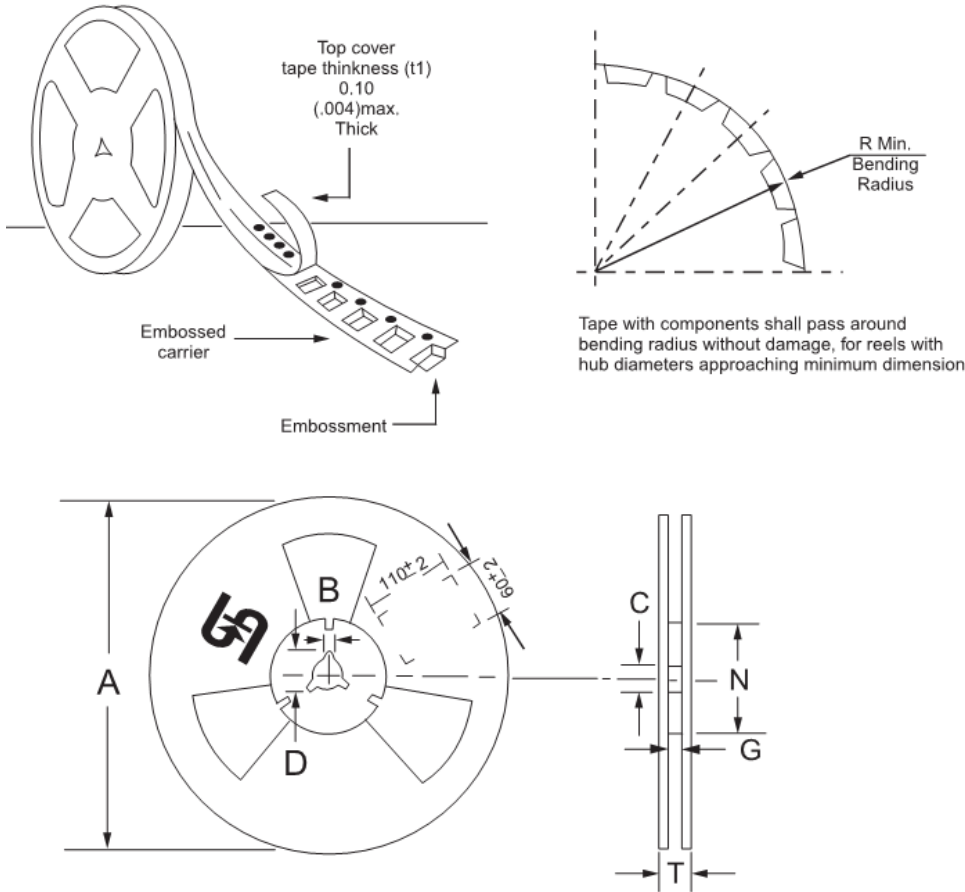 Top cover
tape thinkness (t1)
0.10
(.004)max.
Thick
R Min.
Bending
Radius
Embossed
carrier
Embossment
Tape with components shall pass around
bending radius without damage, for reels with
hub diameters approaching minimum dimension
110±2
60±2
B
C
A
N
D
G
T